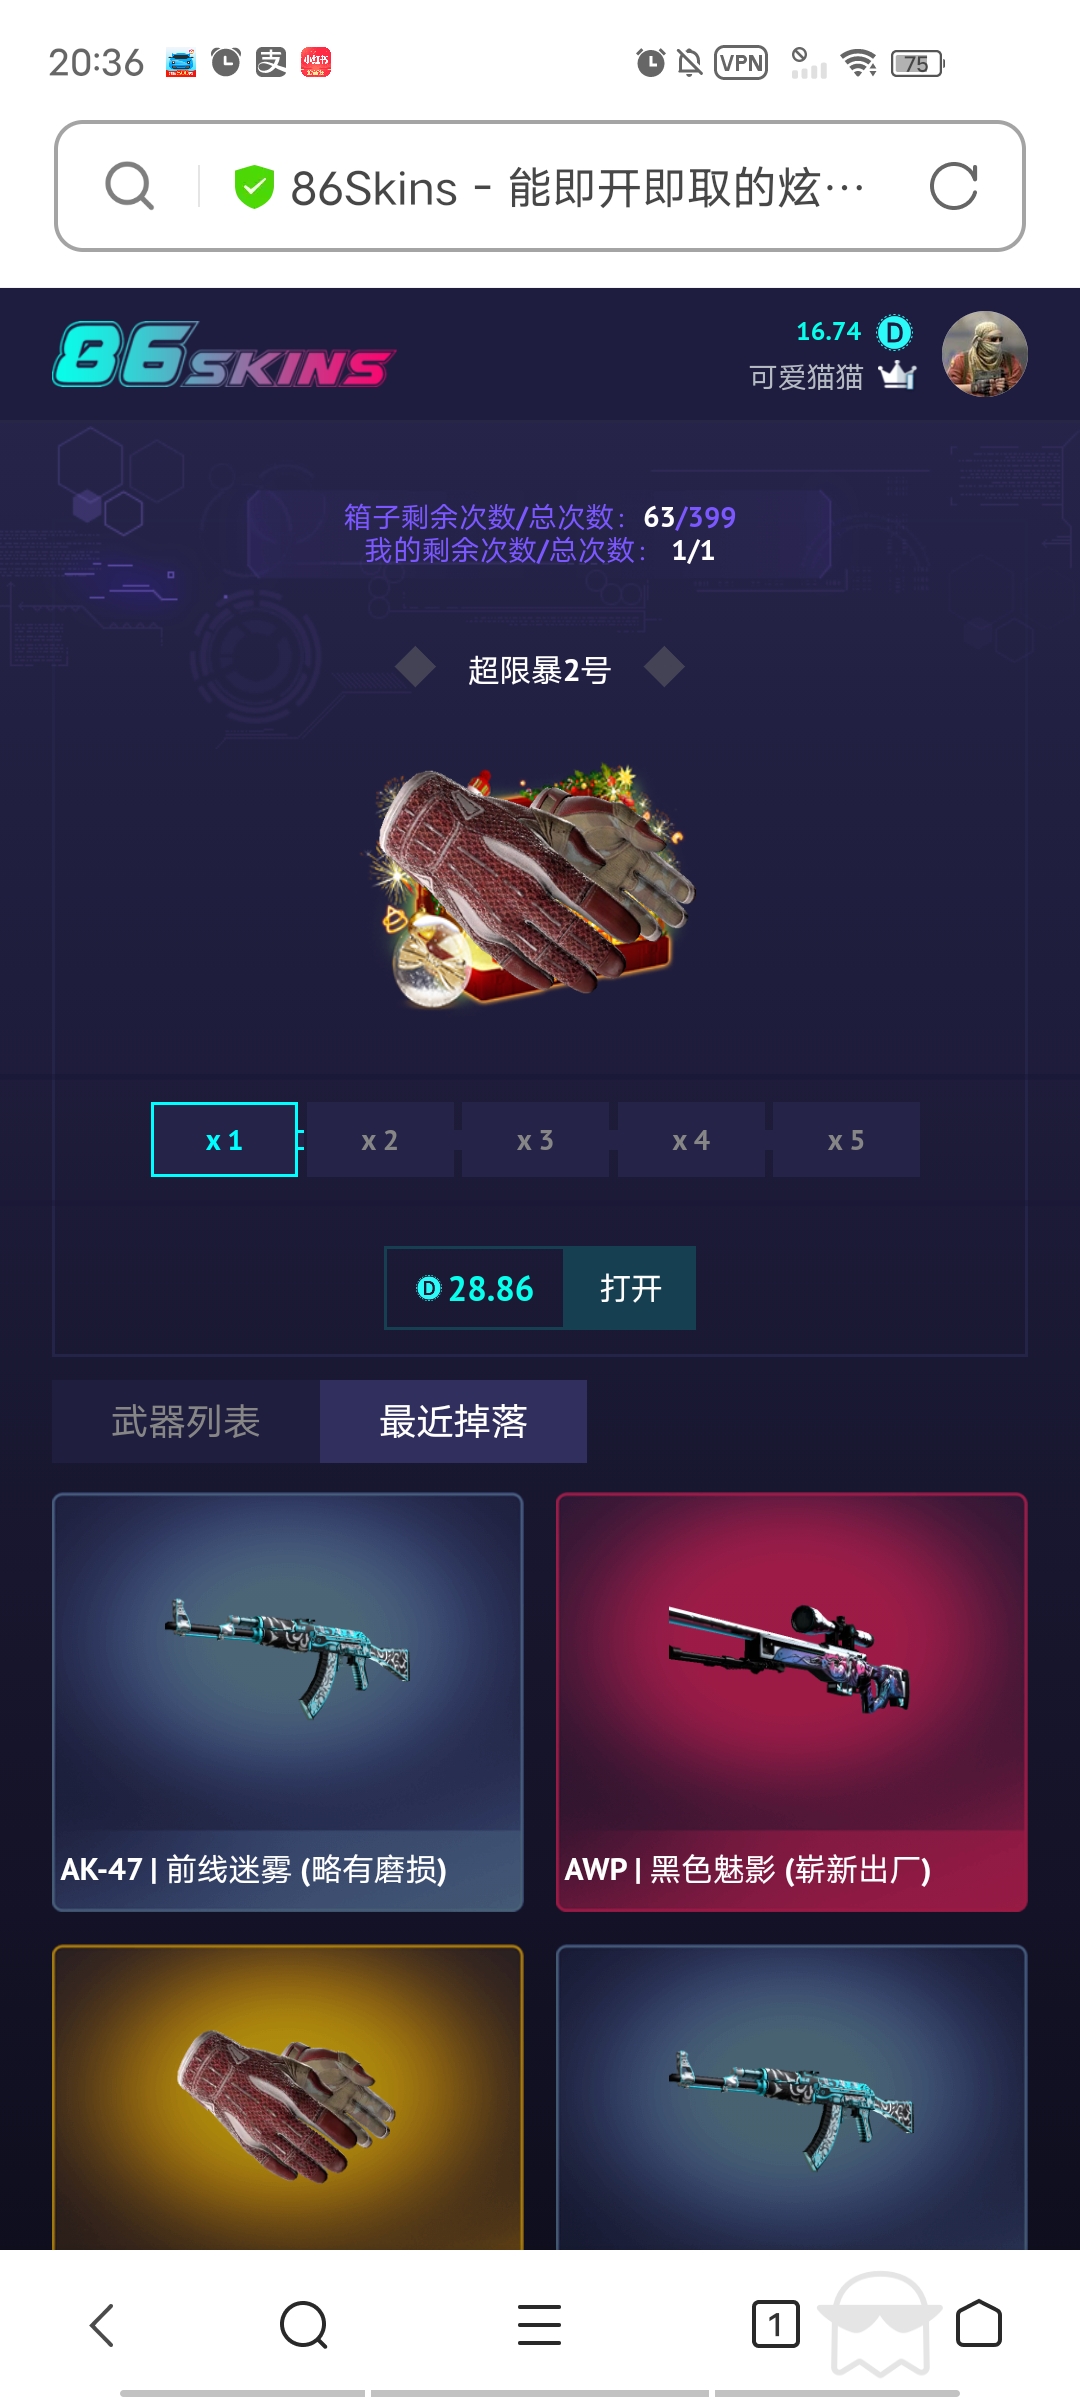 20:36
支
小红书
VPN
75
86Skins - 能即开即取的炫…
86SKINS
16.74 D
可爱猫猫
箱子剩余次数/总次数: 63/399
我的剩余次数/总次数: 1/1
超限暴2号
x 1
x 2
x 3
x 4
x 5
D 28.86
打开
武器列表
最近掉落
AK-47 | 前线迷雾 (略有磨损)
AWP | 黑色魅影 (崭新出厂)
1